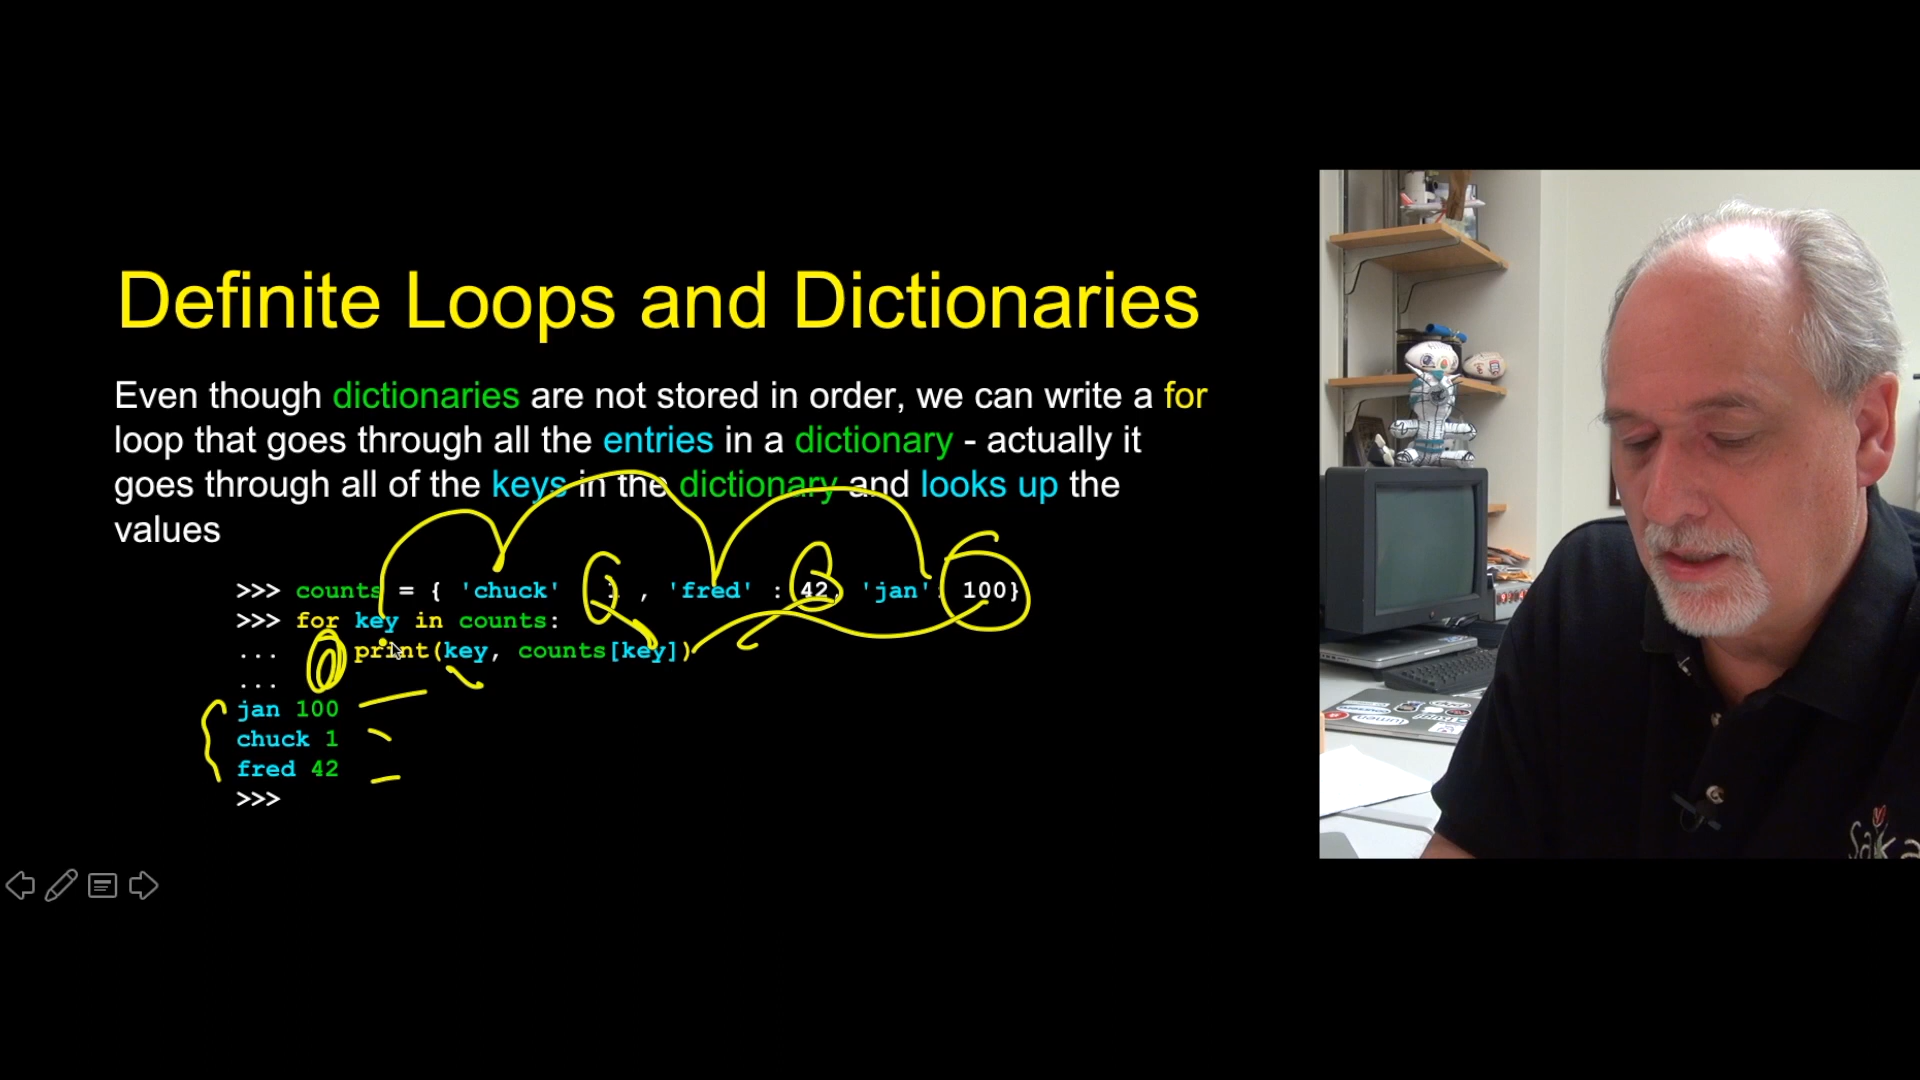 Definite Loops and Dictionaries
Even though dictionaries are not stored in order, we can write a for
loop that goes through all the entries in a dictionary - actually it
goes through all of the keys in the dictionary and looks up the
values
>>> counts = { 'chuck' 1 , 'fred' : 42, 'jan' 100}
>>> for key in counts:
... print(key, counts[key])
...
jan 100
chuck 1
fred 42
>>>